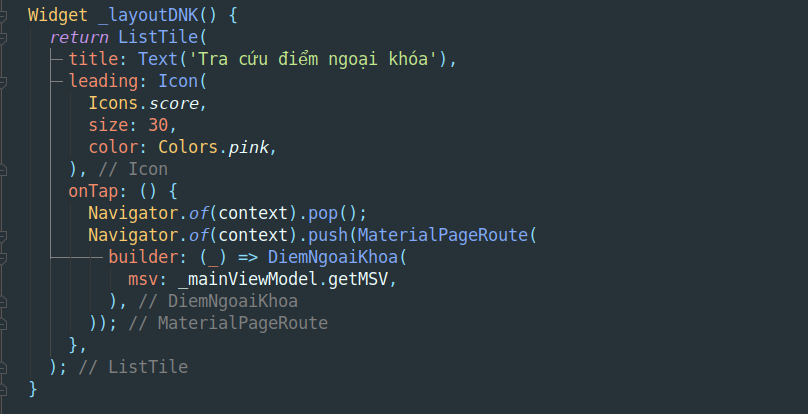 Widget _layoutDNK() {
return ListTile(
title: Text('Tra cứu điểm ngoại khóa'),
leading: Icon(
Icons.score,
size: 30,
color: Colors.pink,
), // Icon
onTap: () {
Navigator.of(context).pop();
Navigator.of(context).push(MaterialPageRoute(
builder: (_) => DiemNgoaiKhoa(
msv: _mainViewModel.getMSV,
), // DiemNgoaiKhoa
)); // MaterialPageRoute
},
); // ListTile
}